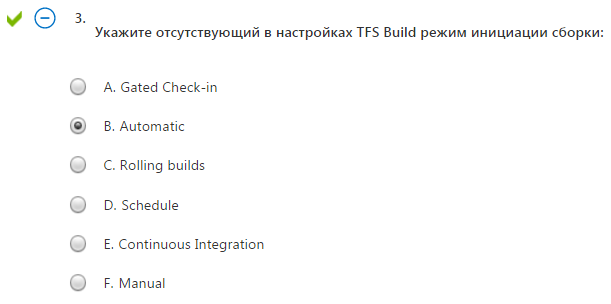 3.
Укажите отсутствующий в настройках TFS Build режим инициации сборки:
A. Gated Check-in
B. Automatic
C. Rolling builds
D. Schedule
E. Continuous Integration
F. Manual